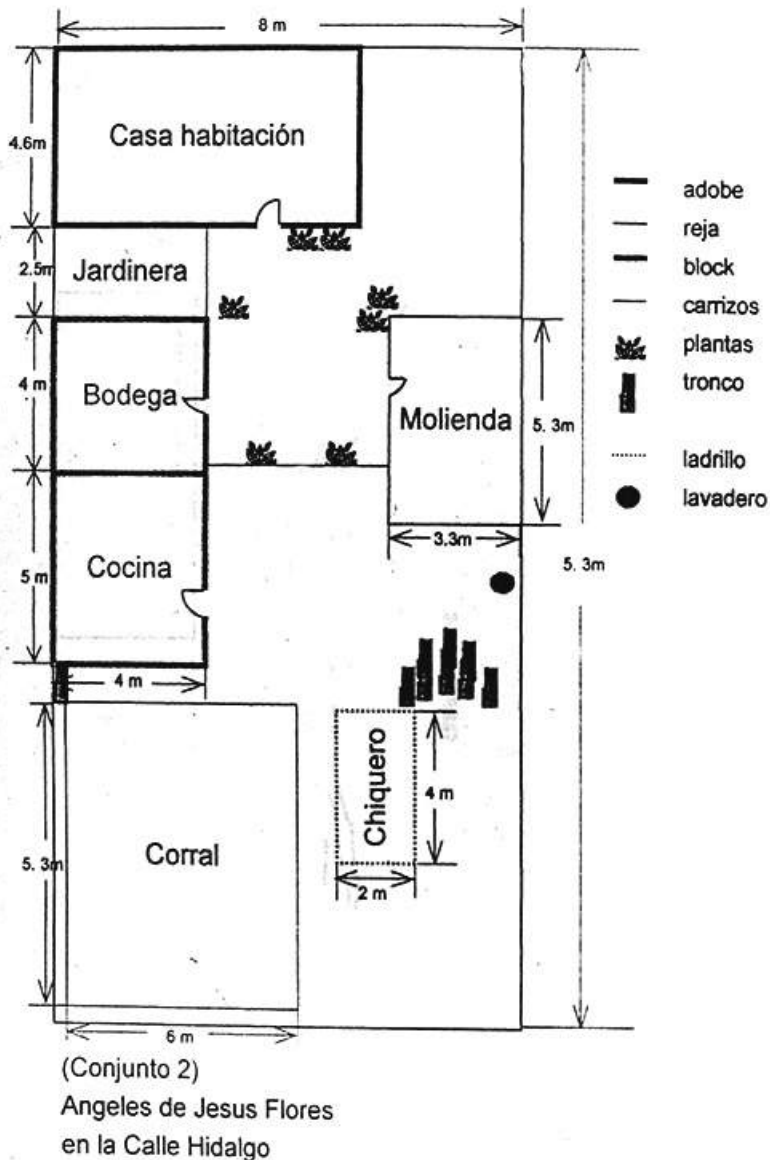 8 m
4.6m
Casa habitación
2.5m
Jardinera
4 m
Bodega
Molienda
5. 3m
3.3m
5 m
Cocina
4 m
5. 3m
Corral
6 m
Chiquero
4 m
2 m
5. 3m
adobe
reja
block
carrizos
plantas
tronco
ladrillo
lavadero
(Conjunto 2)
Angeles de Jesus Flores
en la Calle Hidalgo